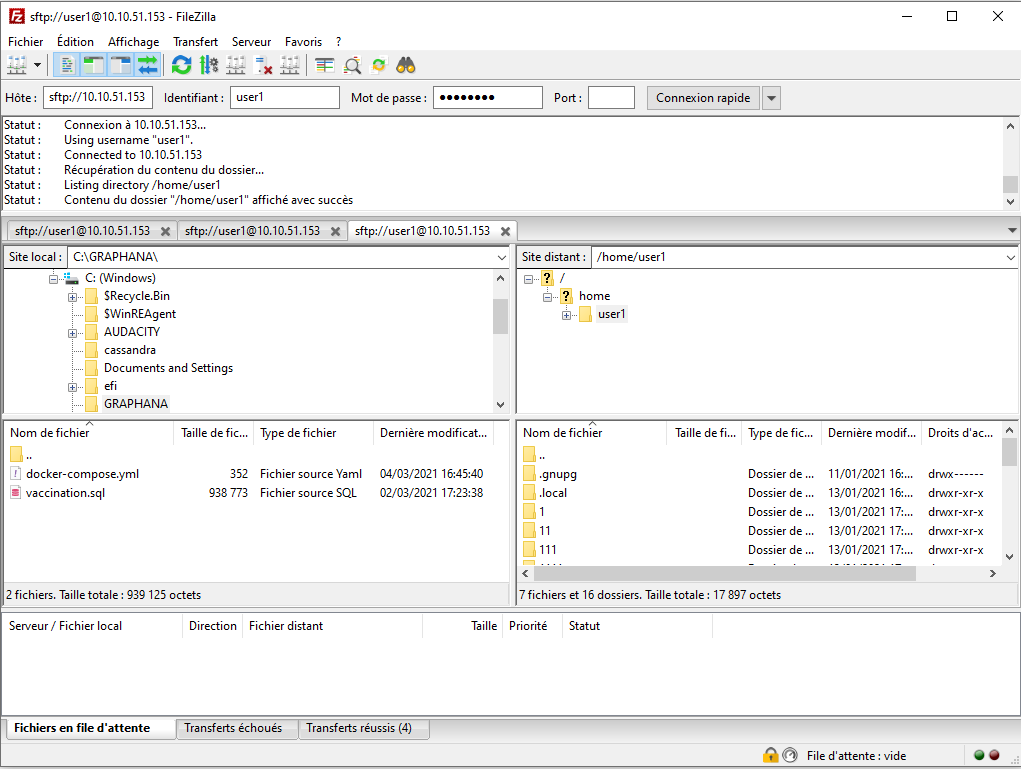 sftp://user1@10.10.51.153 - FileZilla
Fichier Édition Affichage Transfert Serveur Favoris ?
Hôte : sftp://10.10.51.153 Identifiant : user1 Mot de passe : ●●●●●●●● Port : Connexion rapide
Statut : Connexion à 10.10.51.153...
Statut : Using username "user1".
Statut : Connected to 10.10.51.153
Statut : Récupération du contenu du dossier...
Statut : Listing directory /home/user1
Statut : Contenu du dossier "/home/user1" affiché avec succès
sftp://user1@10.10.51.153 sftp://user1@10.10.51.153 sftp://user1@10.10.51.153
Site local : C:\GRAPHANA\
C: (Windows)
$Recycle.Bin
$WinREAgent
AUDACITY
cassandra
Documents and Settings
efi
GRAPHANA
Site distant : /home/user1
/
home
user1
Nom de fichier Taille de fic... Type de fichier Dernière modificat...
..
docker-compose.yml 352 Fichier source Yaml 04/03/2021 16:45:40
vaccination.sql 938 773 Fichier source SQL 02/03/2021 17:23:38
2 fichiers. Taille totale : 939 125 octets
Nom de fichier Taille de fi... Type de fic... Dernière modif... Droits d'ac...
..
.gnupg Dossier de ... 11/01/2021 16:... drwx------
.local Dossier de ... 13/01/2021 16:... drwxr-xr-x
1 Dossier de ... 13/01/2021 17:... drwxr-xr-x
11 Dossier de ... 13/01/2021 17:... drwxr-xr-x
111 Dossier de ... 13/01/2021 17:... drwxr-xr-x
7 fichiers et 16 dossiers. Taille totale : 17 897 octets
Serveur / Fichier local Direction Fichier distant Taille Priorité Statut
Fichiers en file d'attente Transferts échoués Transferts réussis (4)
File d'attente : vide